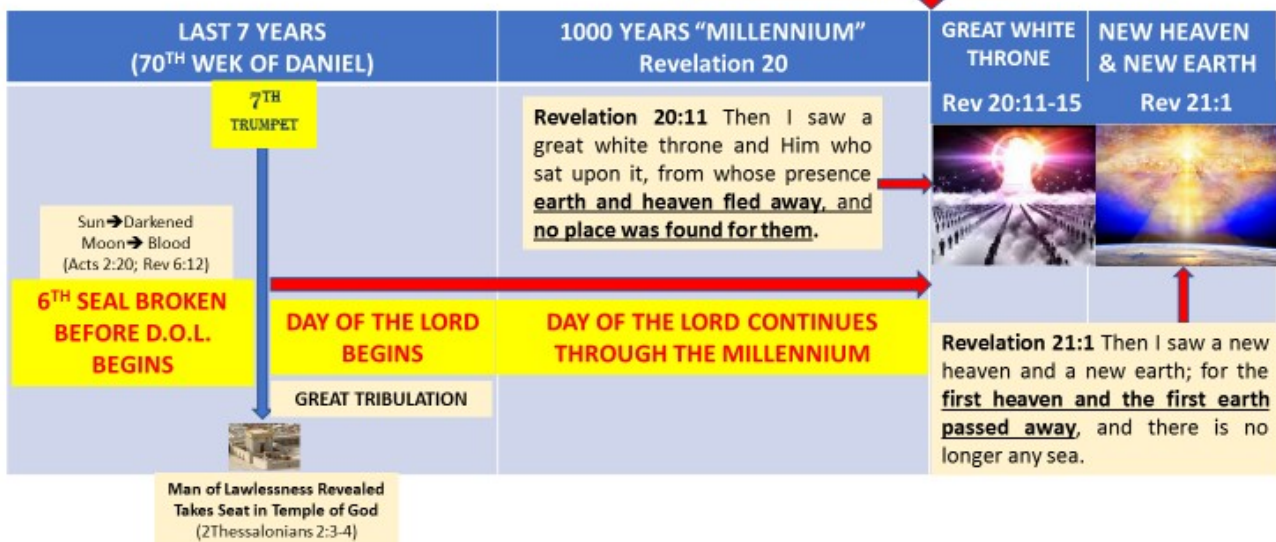 LAST 7 YEARS
(70TH WEK OF DANIEL)
1000 YEARS “MILLENNIUM”
Revelation 20
GREAT WHITE
THRONE
NEW HEAVEN
& NEW EARTH
Rev 20:11-15
Rev 21:1
7TH
TRUMPET
Revelation 20:11 Then I saw a
great white throne and Him who
sat upon it, from whose presence
earth and heaven fled away, and
no place was found for them.
Sun➔Darkened
Moon➔ Blood
(Acts 2:20; Rev 6:12)
6TH SEAL BROKEN
BEFORE D.O.L.
BEGINS
DAY OF THE LORD
BEGINS
DAY OF THE LORD CONTINUES
THROUGH THE MILLENNIUM
GREAT TRIBULATION
Revelation 21:1 Then I saw a new
heaven and a new earth; for the
first heaven and the first earth
passed away, and there is no
longer any sea.
Man of Lawlessness Revealed
Takes Seat in Temple of God
(2Thessalonians 2:3-4)